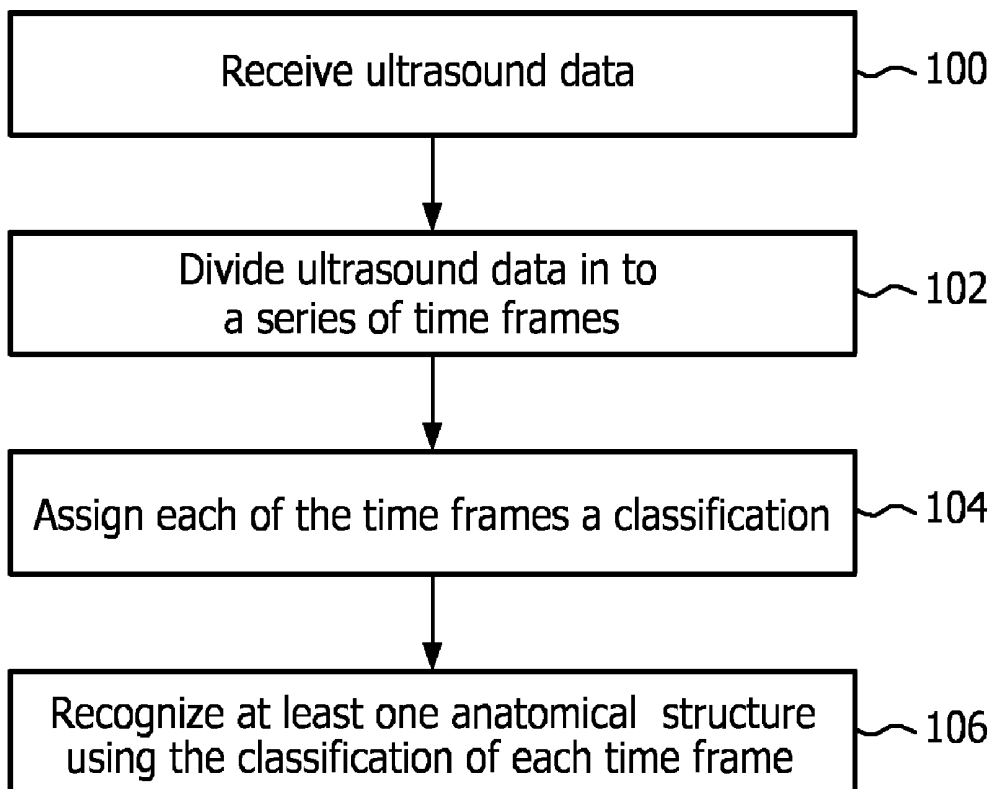 Receive ultrasound data
100
Divide ultrasound data in to
a series of time frames
102
Assign each of the time frames a classification
104
Recognize at least one anatomical structure
using the classification of each time frame
106